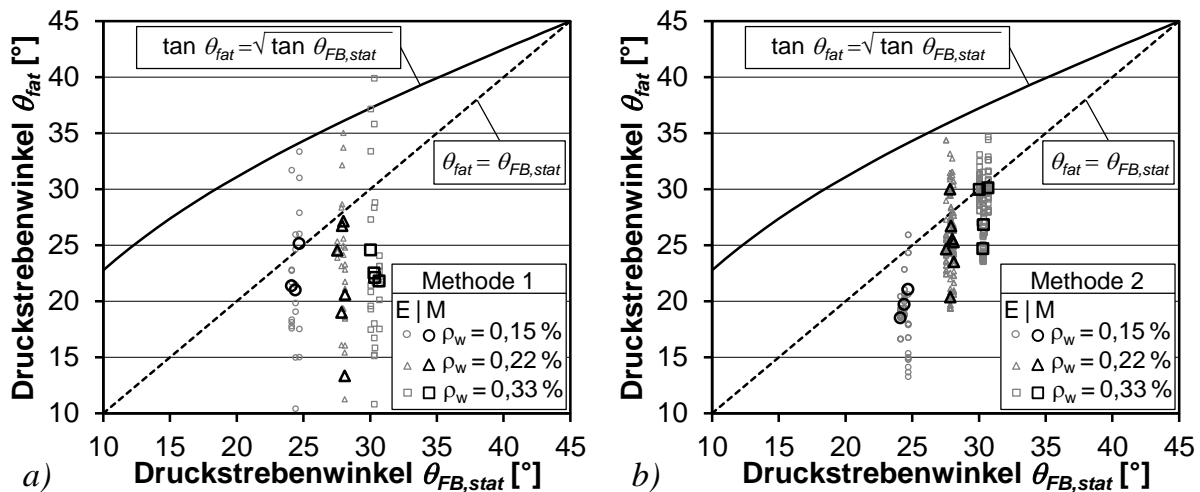 45
40
35
30
25
20
15
10
Druckstrebenwinkel θfat [°]
tan θfat = √tan θFB,stat
θfat = θFB,stat
Methode 1
E | M
ρw = 0,15 %
ρw = 0,22 %
ρw = 0,33 %
10 15 20 25 30 35 40 45
a) Druckstrebenwinkel θFB,stat [°]
45
40
35
30
25
20
15
10
Druckstrebenwinkel θfat [°]
tan θfat = √tan θFB,stat
θfat = θFB,stat
Methode 2
E | M
ρw = 0,15 %
ρw = 0,22 %
ρw = 0,33 %
10 15 20 25 30 35 40 45
b) Druckstrebenwinkel θFB,stat [°]